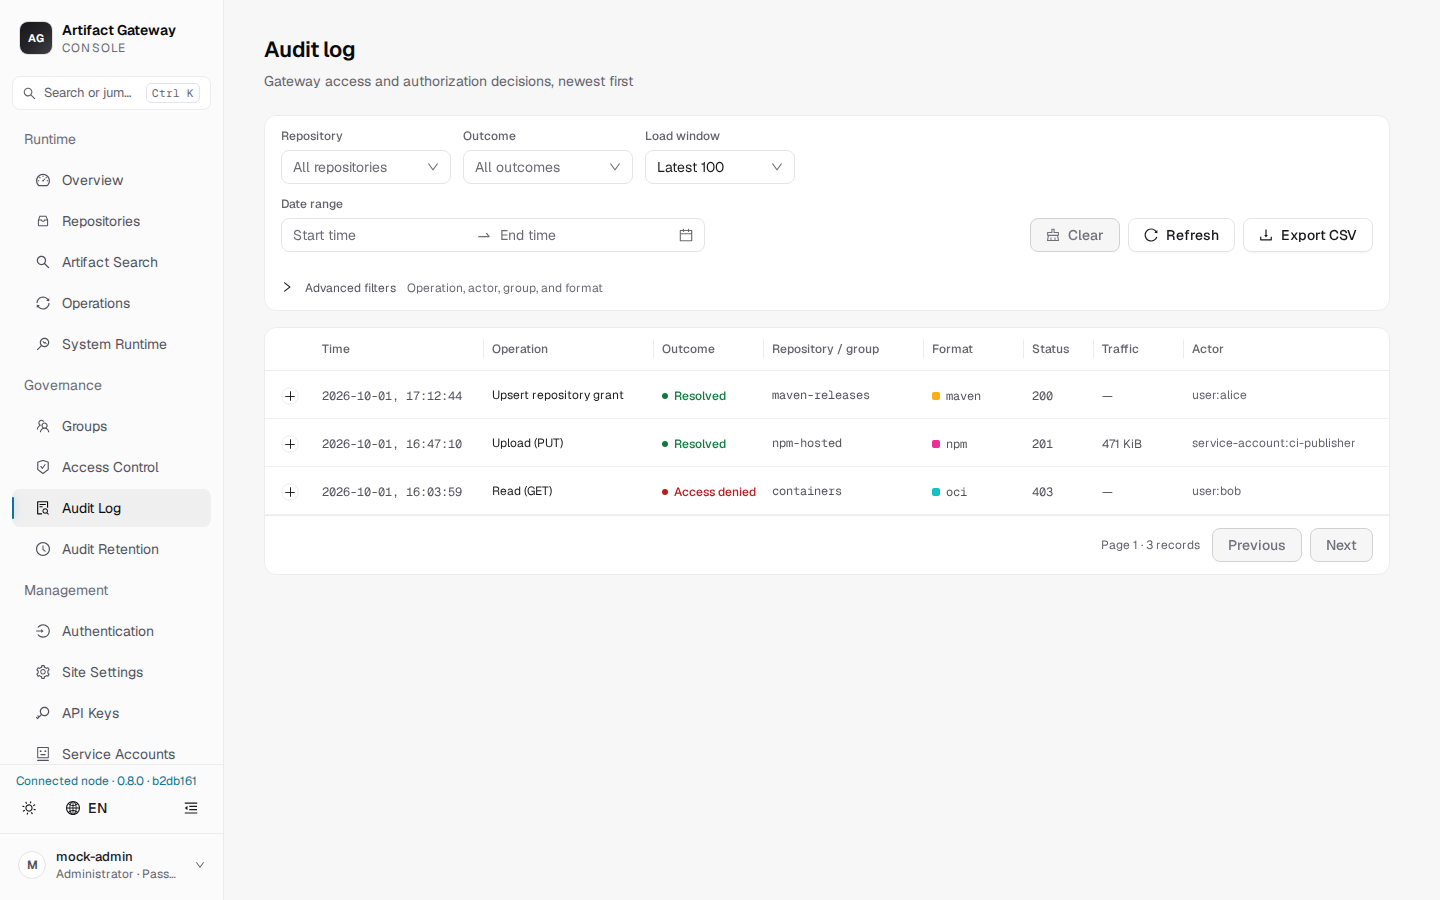 AG
Artifact Gateway
CONSOLE
Search or jum... Ctrl K
Runtime
Overview
Repositories
Artifact Search
Operations
System Runtime
Governance
Groups
Access Control
Audit Log
Audit Retention
Management
Authentication
Site Settings
API Keys
Service Accounts
Connected node · 0.8.0 · b2db161
EN
M
mock-admin
Administrator · Pass...
Audit log
Gateway access and authorization decisions, newest first
Repository Outcome Load window
All repositories All outcomes Latest 100
Date range
Start time → End time
Clear Refresh Export CSV
Advanced filters Operation, actor, group, and format
Time Operation Outcome Repository / group Format Status Traffic Actor
2026-10-01, 17:12:44 Upsert repository grant Resolved maven-releases maven 200 — user:alice
2026-10-01, 16:47:10 Upload (PUT) Resolved npm-hosted npm 201 471 KiB service-account:ci-publisher
2026-10-01, 16:03:59 Read (GET) Access denied containers oci 403 — user:bob
Page 1 · 3 records Previous Next